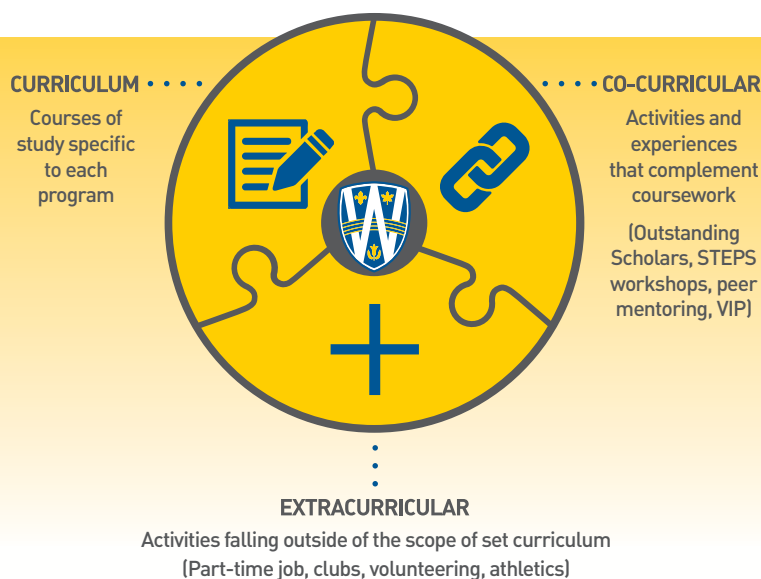 CURRICULUM
Courses of
study specific
to each
program
CO-CURRICULAR
Activities and
experiences
that complement
coursework
(Outstanding
Scholars, STEPS
workshops, peer
mentoring, VIP)
W
EXTRACURRICULAR
Activities falling outside of the scope of set curriculum
(Part-time job, clubs, volunteering, athletics)